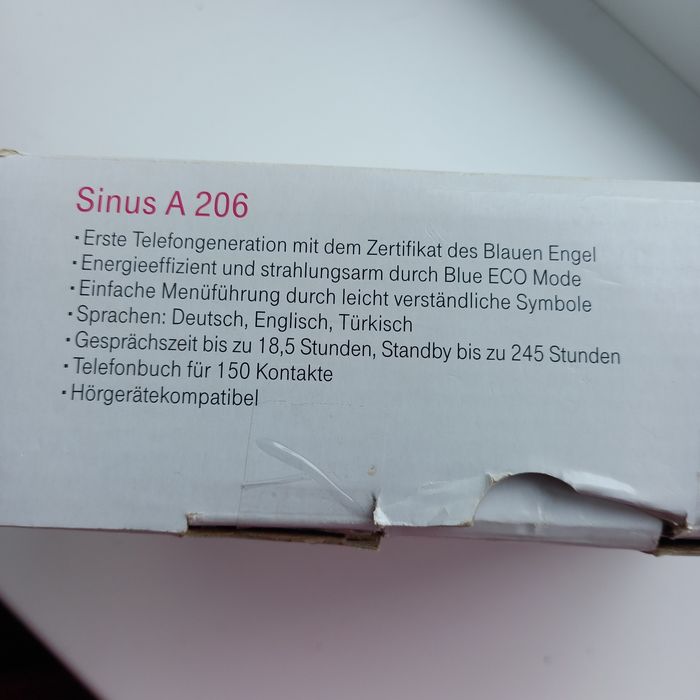 Sinus A 206
· Erste Telefongeneration mit dem Zertifikat des Blauen Engel
· Energieeffizient und strahlungsarm durch Blue ECO Mode
· Einfache Menüführung durch leicht verständliche Symbole
· Sprachen: Deutsch, Englisch, Türkisch
· Gesprächszeit bis zu 18,5 Stunden, Standby bis zu 245 Stunden
· Telefonbuch für 150 Kontakte
· Hörgerätekompatibel